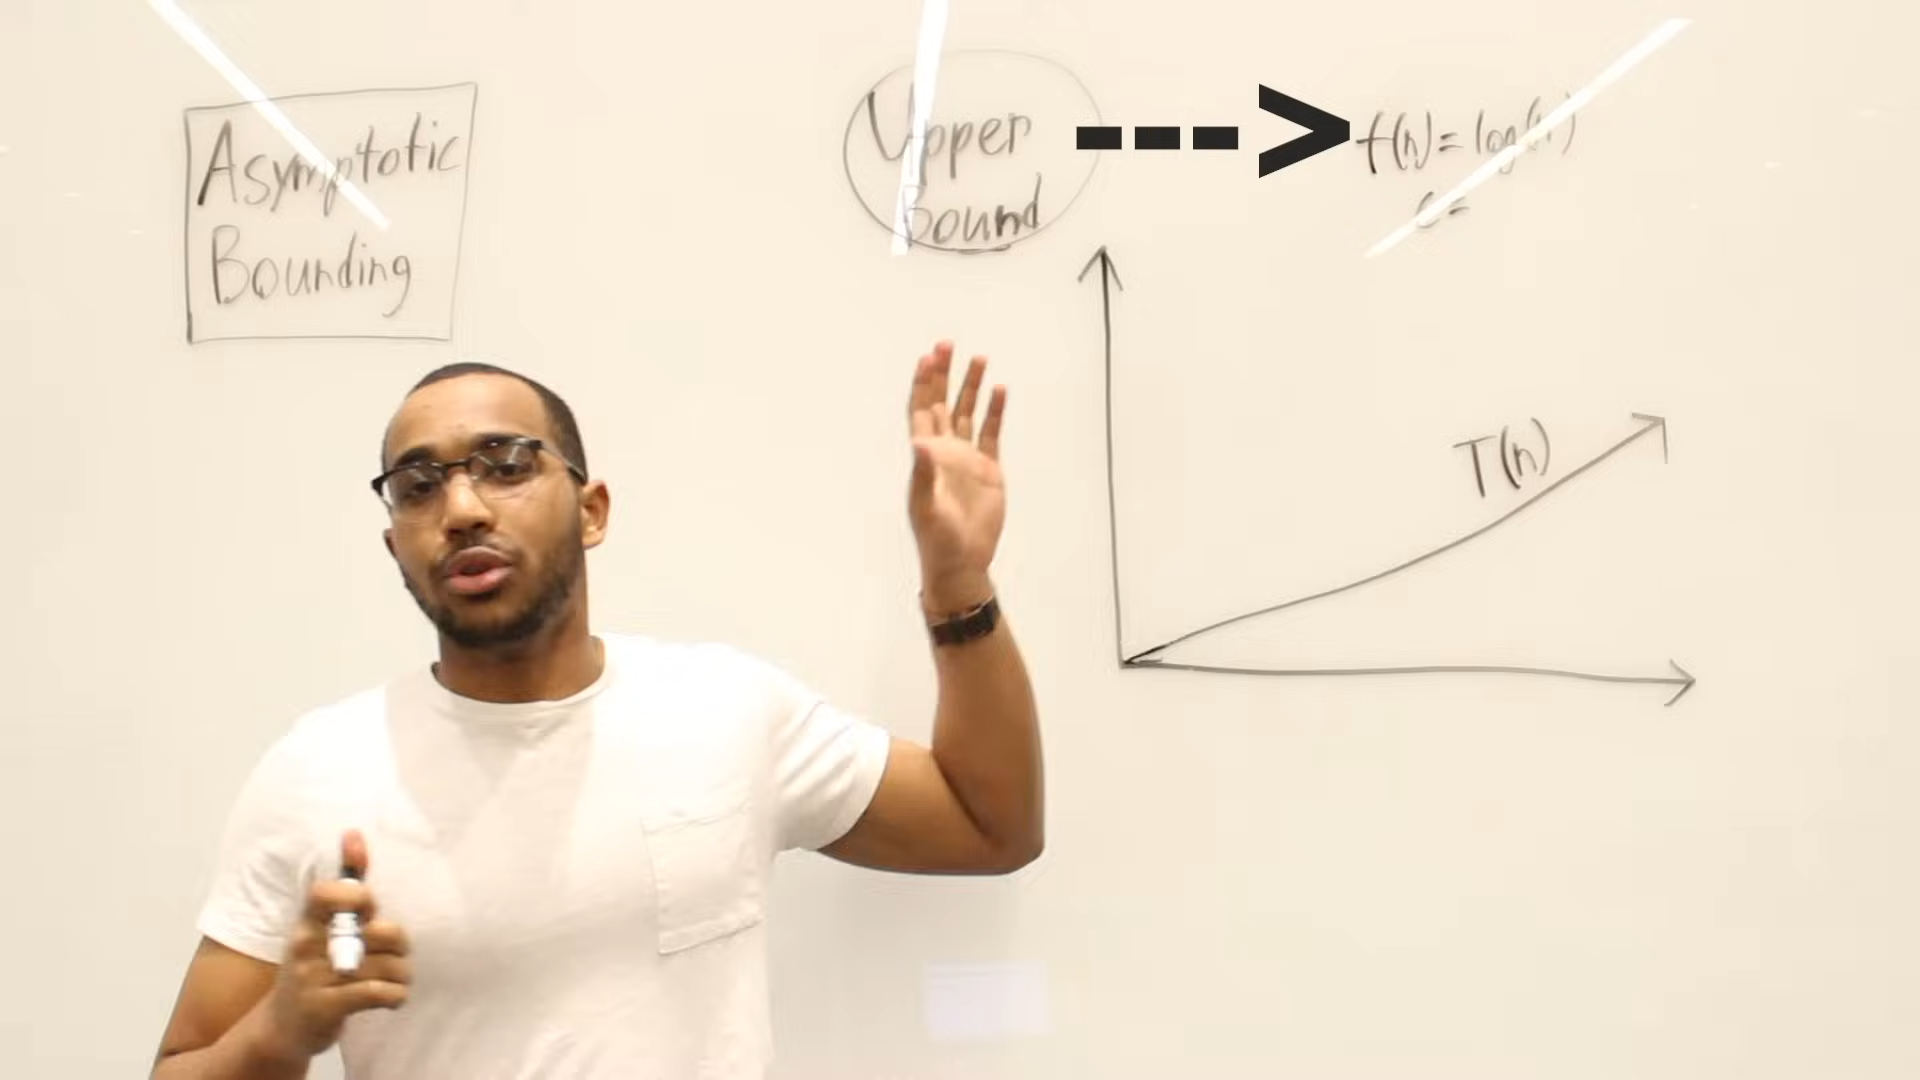 Asymptotic
Bounding
Upper
Bound
--->
f(n) = log(n)
c =
T(n)